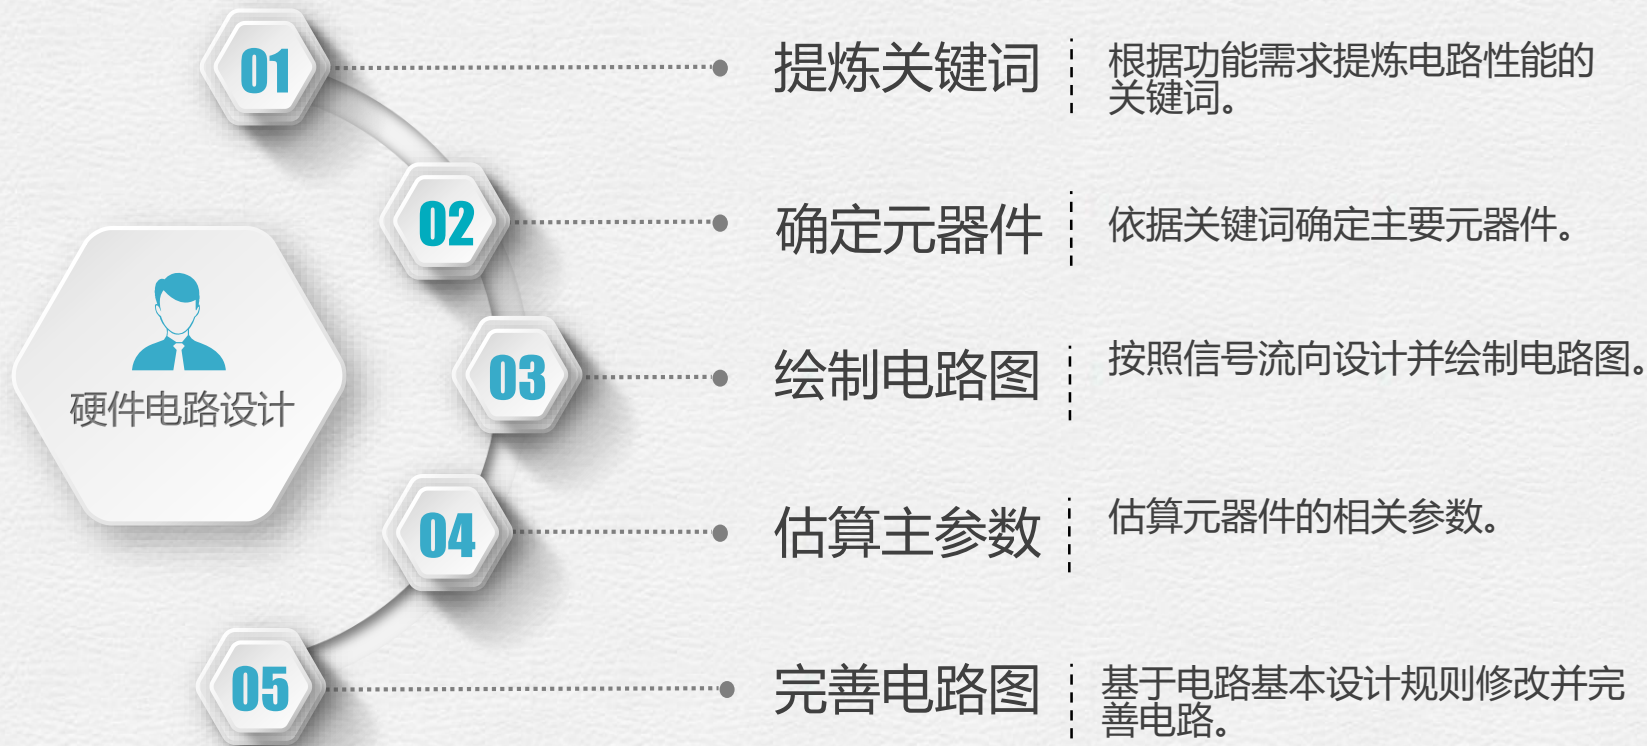 01
提炼关键词
根据功能需求提炼电路性能的
关键词。
02
确定元器件
依据关键词确定主要元器件。
硬件电路设计
03
绘制电路图
按照信号流向设计并绘制电路图。
04
估算主参数
估算元器件的相关参数。
05
完善电路图
基于电路基本设计规则修改并完
善电路。